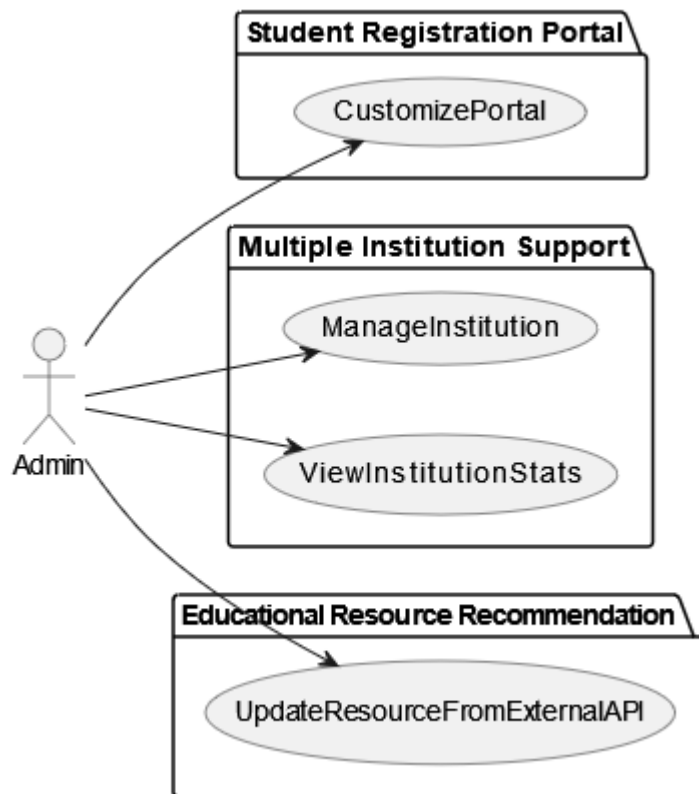 Student Registration Portal
CustomizePortal
Multiple Institution Support
ManageInstitution
ViewInstitutionStats
Admin
Educational Resource Recommendation
UpdateResourceFromExternalAPI